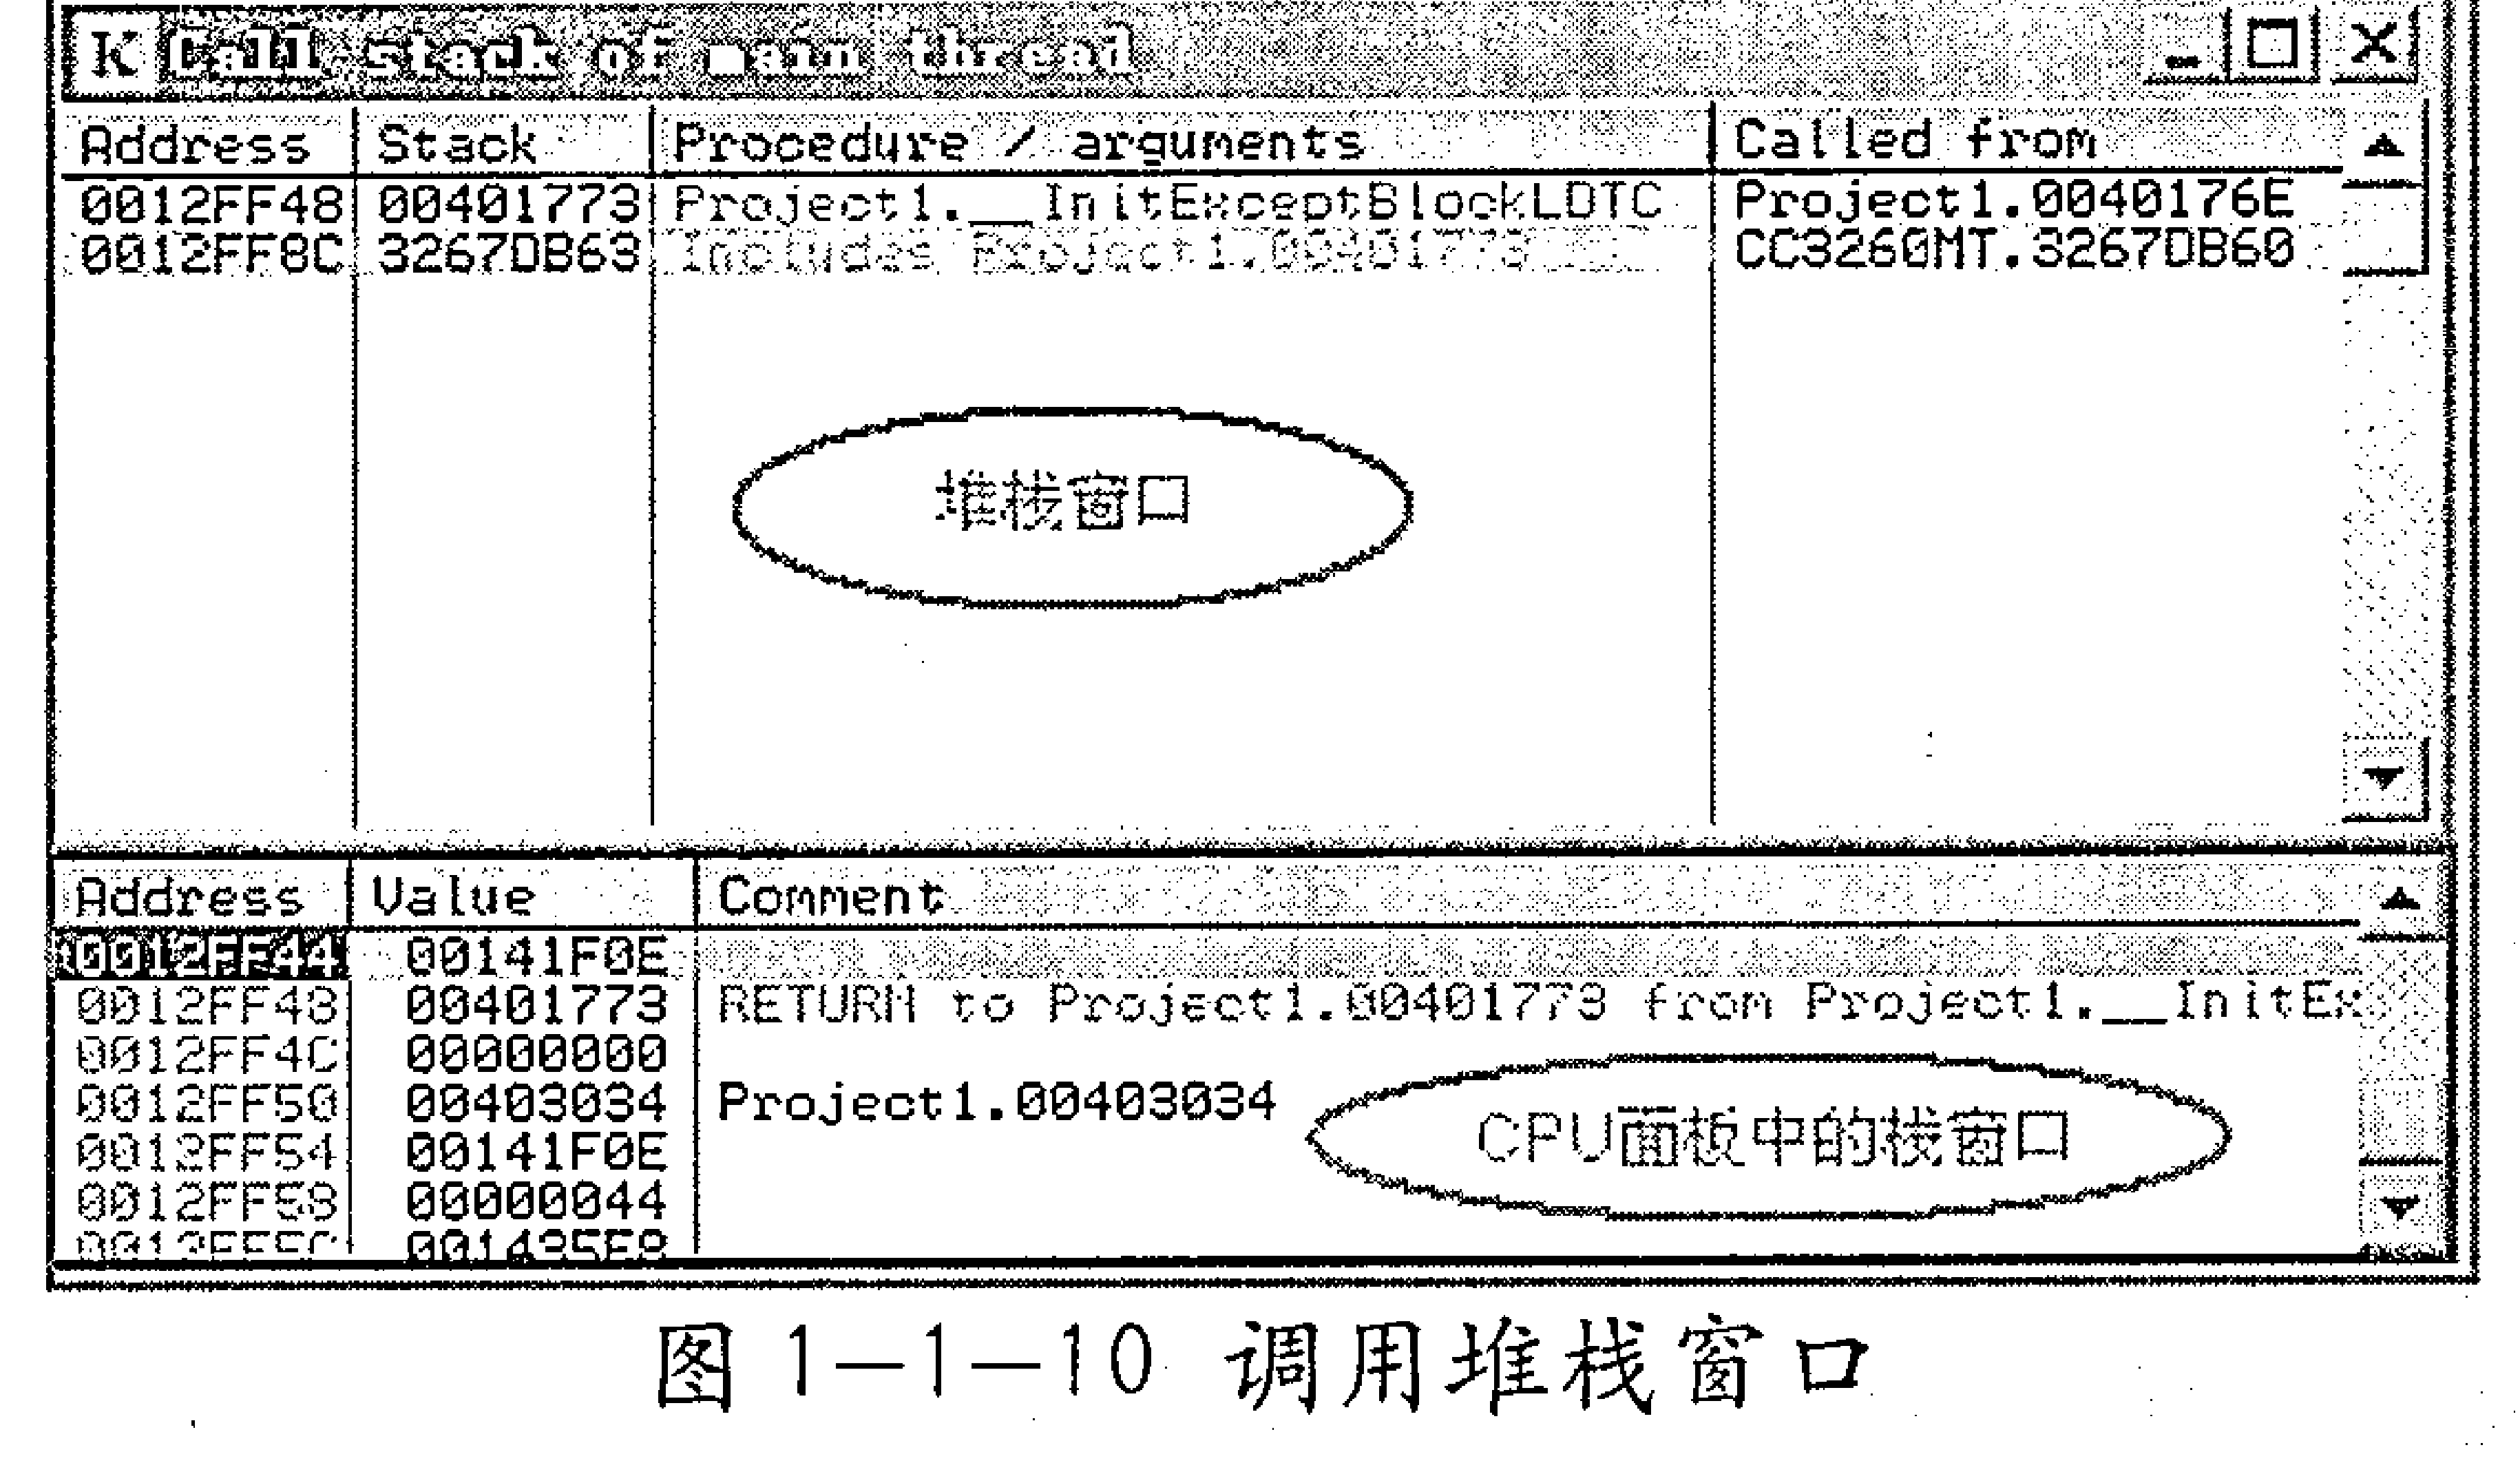 K Call stack of main thread
Address Stack Procedure / arguments Called from
0012FF48 00401773 Project1.__InitExceptBlockLDTC Project1.0040176E
0012FF8C 3267DB63 Includes Project1.00401773 CC3260MT.3267DB60
堆栈窗口
Address Value Comment
0012FF44 00141F0E
0012FF48 00401773 RETURN to Project1.00401773 from Project1.__InitEx
0012FF4C 00000000
0012FF50 00403034 Project1.00403034
0012FF54 00141F0E
CPU面板中的栈窗口
0012FF58 00000044
图 1-1-10 调用堆栈窗口